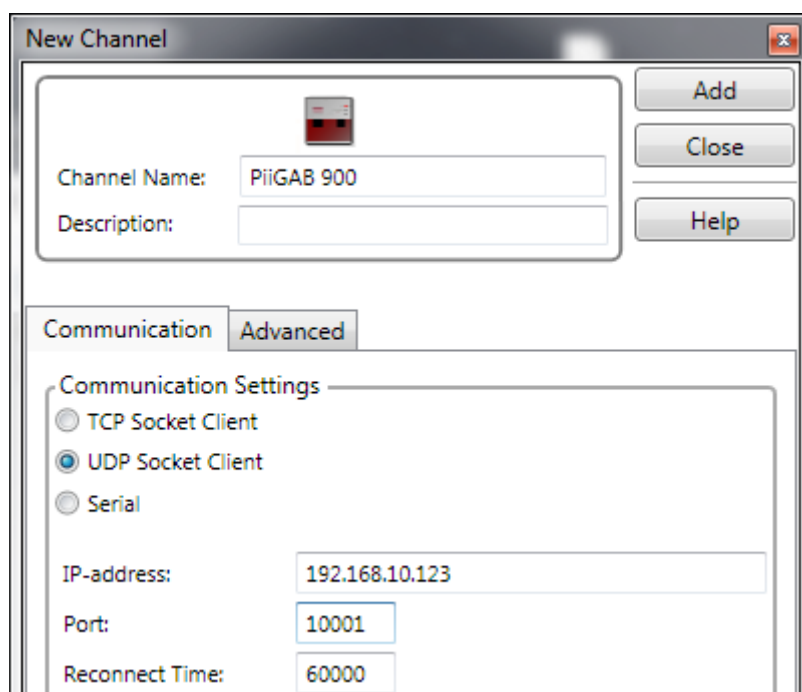 New Channel
Add
Close
Channel Name: PiiGAB 900
Description:
Help
Communication Advanced
Communication Settings
TCP Socket Client
UDP Socket Client
Serial
IP-address: 192.168.10.123
Port: 10001
Reconnect Time: 60000